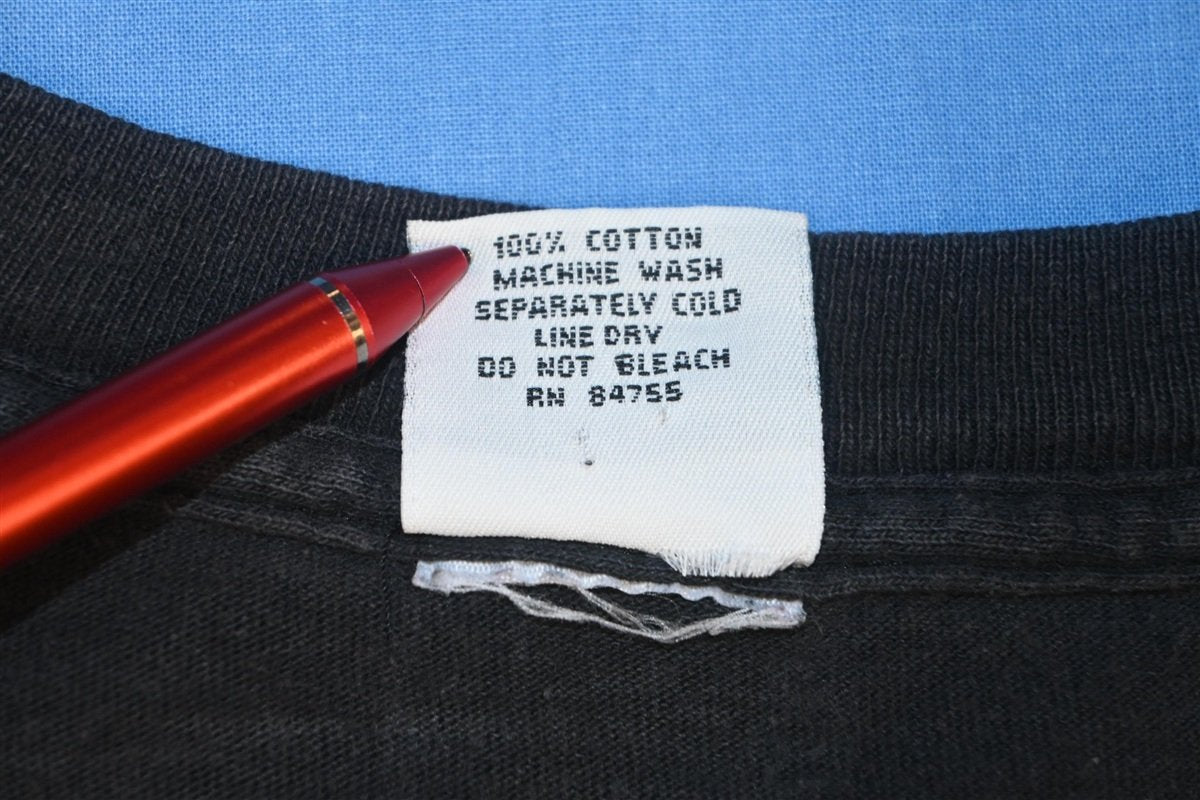 100% COTTON
MACHINE WASH
SEPARATELY COLD
LINE DRY
DO NOT BLEACH
RN 84755